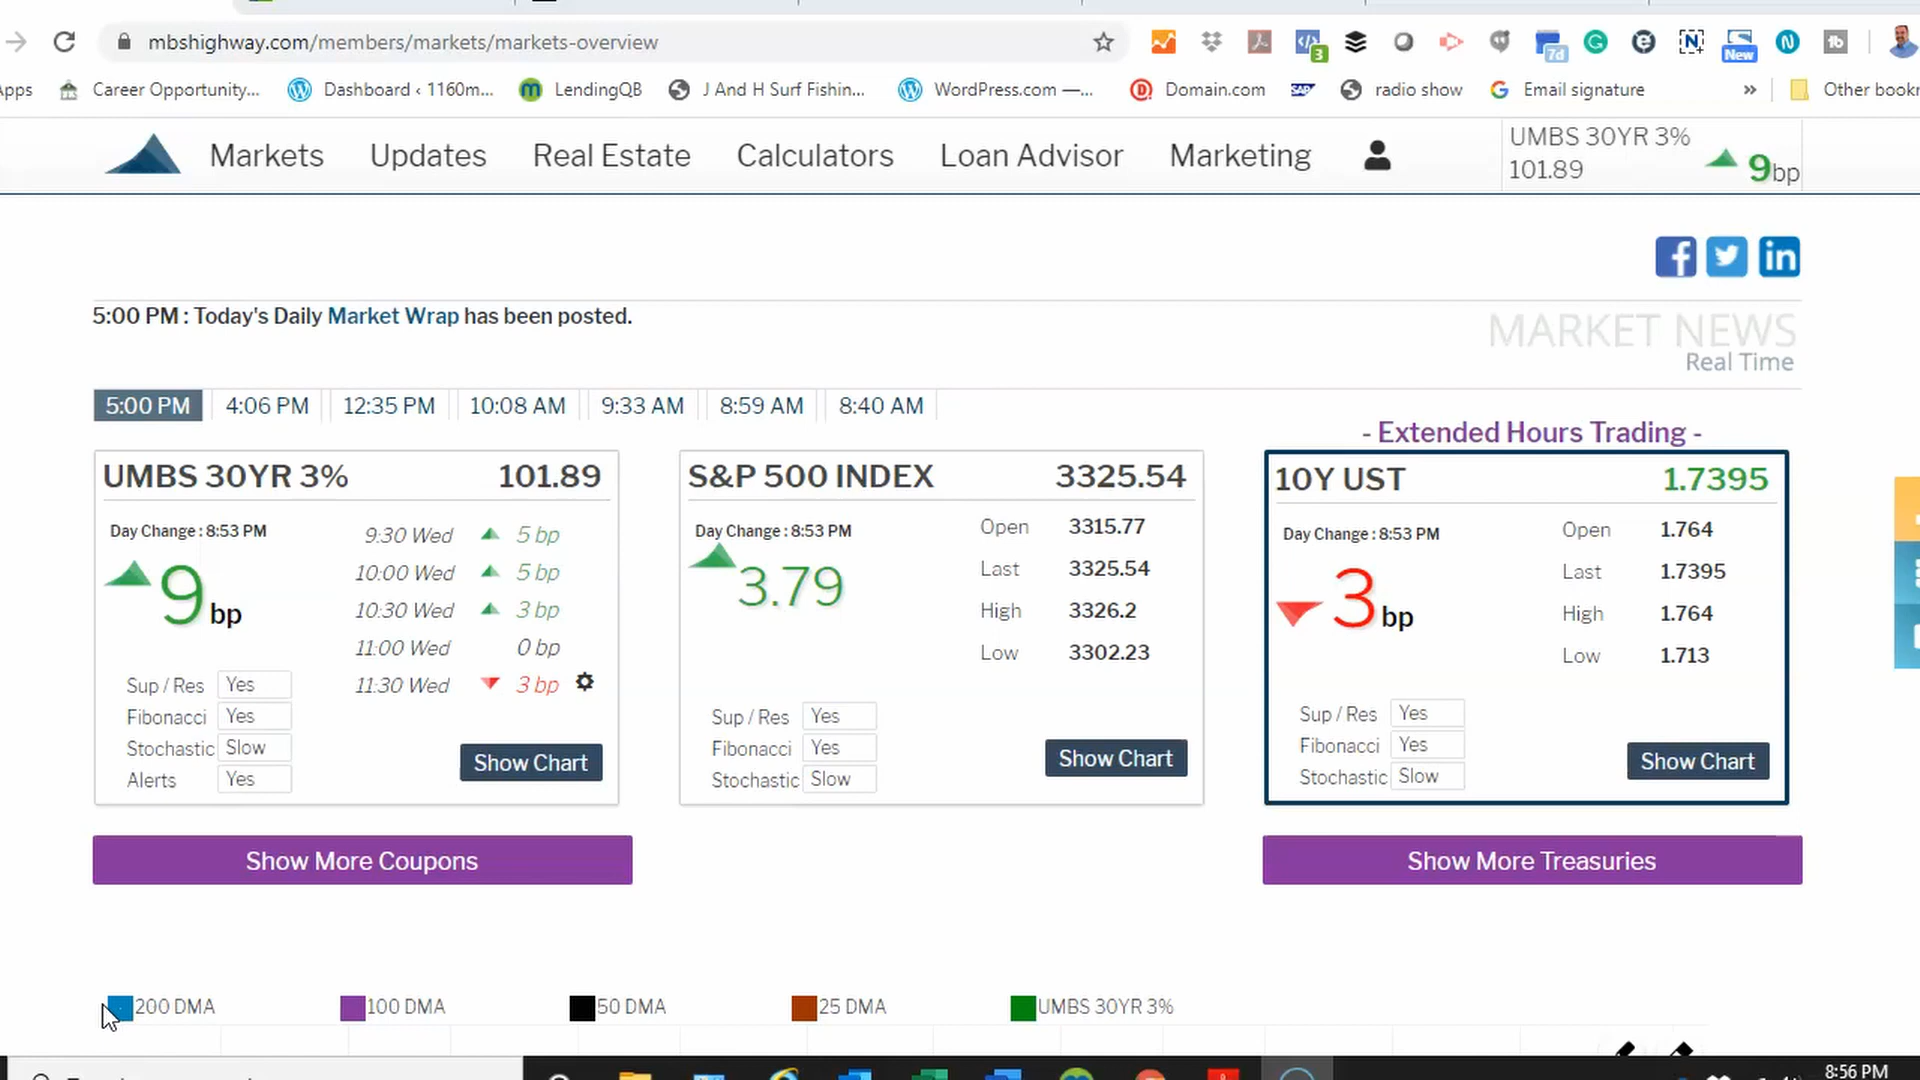 mbshighway.com/members/markets/markets-overview
3
7d
New
Apps
Career Opportunity...
Dashboard ‹ 1160m...
LendingQB
J And H Surf Fishin...
WordPress.com —...
Domain.com
SAP
radio show
Email signature
»
Other bookr
Markets
Updates
Real Estate
Calculators
Loan Advisor
Marketing
UMBS 30YR 3%
101.89
9bp
5:00 PM : Today's Daily Market Wrap has been posted.
MARKET NEWS
Real Time
5:00 PM
4:06 PM
12:35 PM
10:08 AM
9:33 AM
8:59 AM
8:40 AM
- Extended Hours Trading -
UMBS 30YR 3% 101.89
Day Change : 8:53 PM
9 bp
9:30 Wed 5 bp
10:00 Wed 5 bp
10:30 Wed 3 bp
11:00 Wed 0 bp
11:30 Wed 3 bp
Sup / Res Yes
Fibonacci Yes
Stochastic Slow
Alerts Yes
Show Chart
S&P 500 INDEX 3325.54
Day Change : 8:53 PM
3.79
Open 3315.77
Last 3325.54
High 3326.2
Low 3302.23
Sup / Res Yes
Fibonacci Yes
Stochastic Slow
Show Chart
10Y UST 1.7395
Day Change : 8:53 PM
3 bp
Open 1.764
Last 1.7395
High 1.764
Low 1.713
Sup / Res Yes
Fibonacci Yes
Stochastic Slow
Show Chart
Show More Coupons
Show More Treasuries
200 DMA
100 DMA
50 DMA
25 DMA
UMBS 30YR 3%
8:56 PM